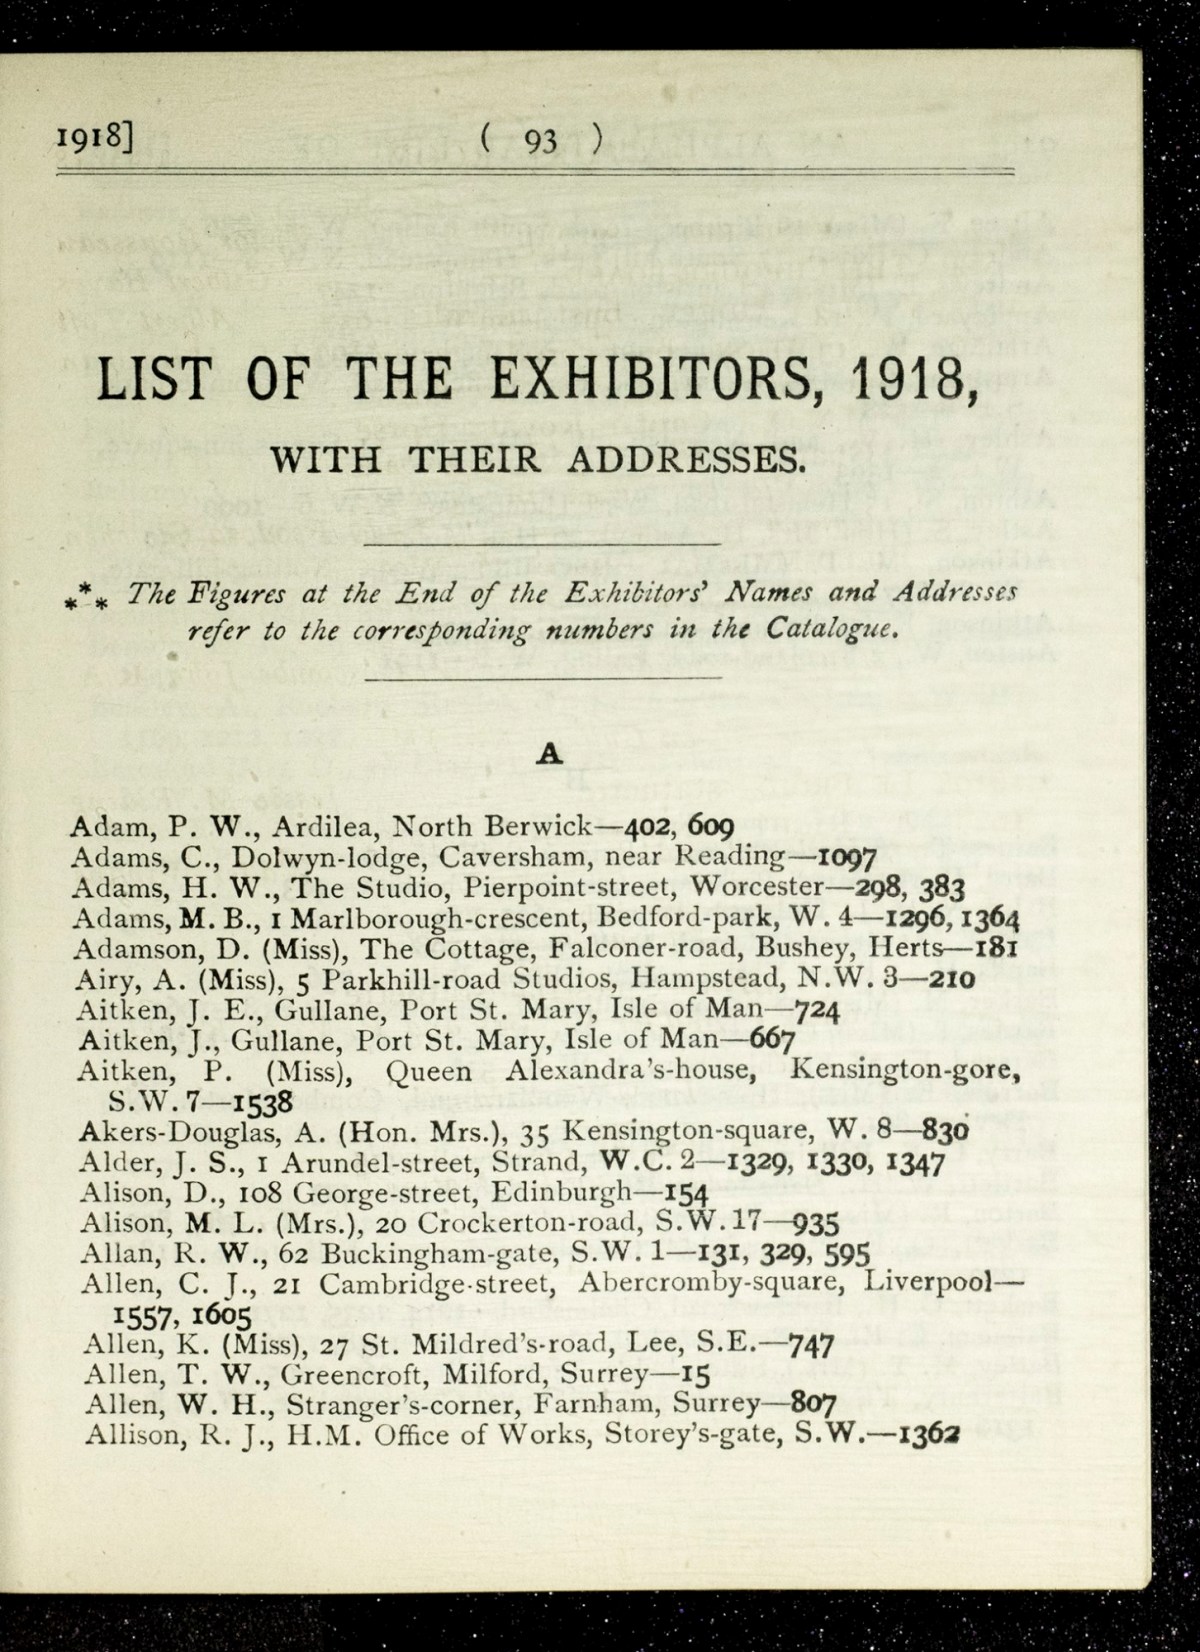 1918] ( 93 )
LIST OF THE EXHIBITORS, 1918,
WITH THEIR ADDRESSES.
*** The Figures at the End of the Exhibitors' Names and Addresses
refer to the corresponding numbers in the Catalogue.
A
Adam, P. W., Ardilea, North Berwick—402, 609
Adams, C., Dolwyn-lodge, Caversham, near Reading—1097
Adams, H. W., The Studio, Pierpoint-street, Worcester—298, 383
Adams, M. B., 1 Marlborough-crescent, Bedford-park, W. 4—1296, 1364
Adamson, D. (Miss), The Cottage, Falconer-road, Bushey, Herts—181
Airy, A. (Miss), 5 Parkhill-road Studios, Hampstead, N.W. 3—210
Aitken, J. E., Gullane, Port St. Mary, Isle of Man—724
Aitken, J., Gullane, Port St. Mary, Isle of Man—667
Aitken, P. (Miss), Queen Alexandra's-house, Kensington-gore,
S.W. 7—1538
Akers-Douglas, A. (Hon. Mrs.), 35 Kensington-square, W. 8—830
Alder, J. S., 1 Arundel-street, Strand, W.C. 2—1329, 1330, 1347
Alison, D., 108 George-street, Edinburgh—154
Alison, M. L. (Mrs.), 20 Crockerton-road, S.W. 17—935
Allan, R. W., 62 Buckingham-gate, S.W. 1—131, 329, 595
Allen, C. J., 21 Cambridge-street, Abercromby-square, Liverpool—
1557, 1605
Allen, K. (Miss), 27 St. Mildred's-road, Lee, S.E.—747
Allen, T. W., Greencroft, Milford, Surrey—15
Allen, W. H., Stranger's-corner, Farnham, Surrey—807
Allison, R. J., H.M. Office of Works, Storey's-gate, S.W.—1362